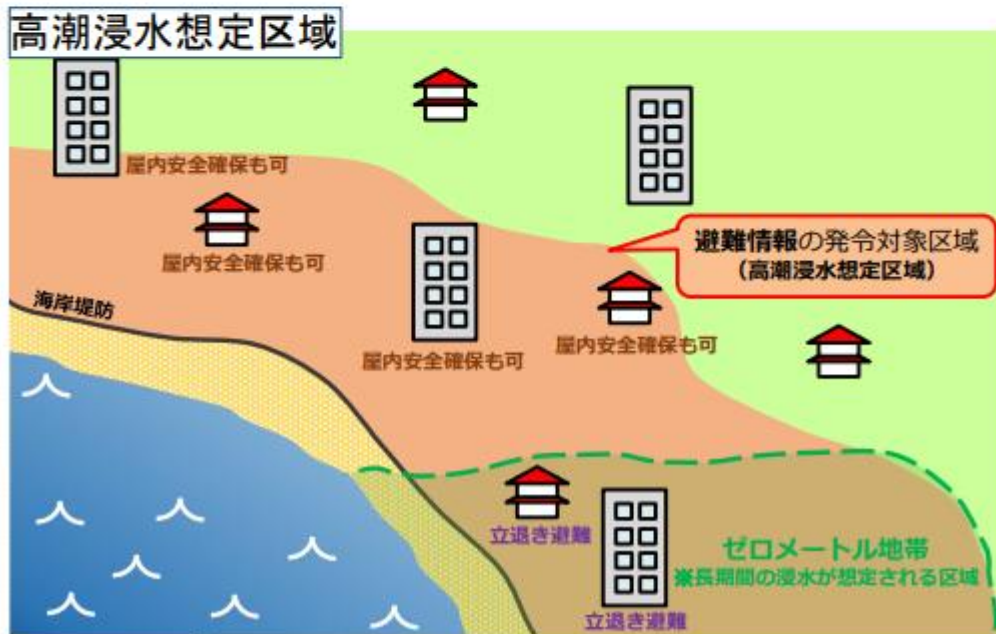 高潮浸水想定区域
屋内安全確保も可
屋内安全確保も可
避難情報の発令対象区域
(高潮浸水想定区域)
海岸堤防
屋内安全確保も可
屋内安全確保も可
立退き避難
ゼロメートル地帯
※長期間の浸水が想定される区域
立退き避難